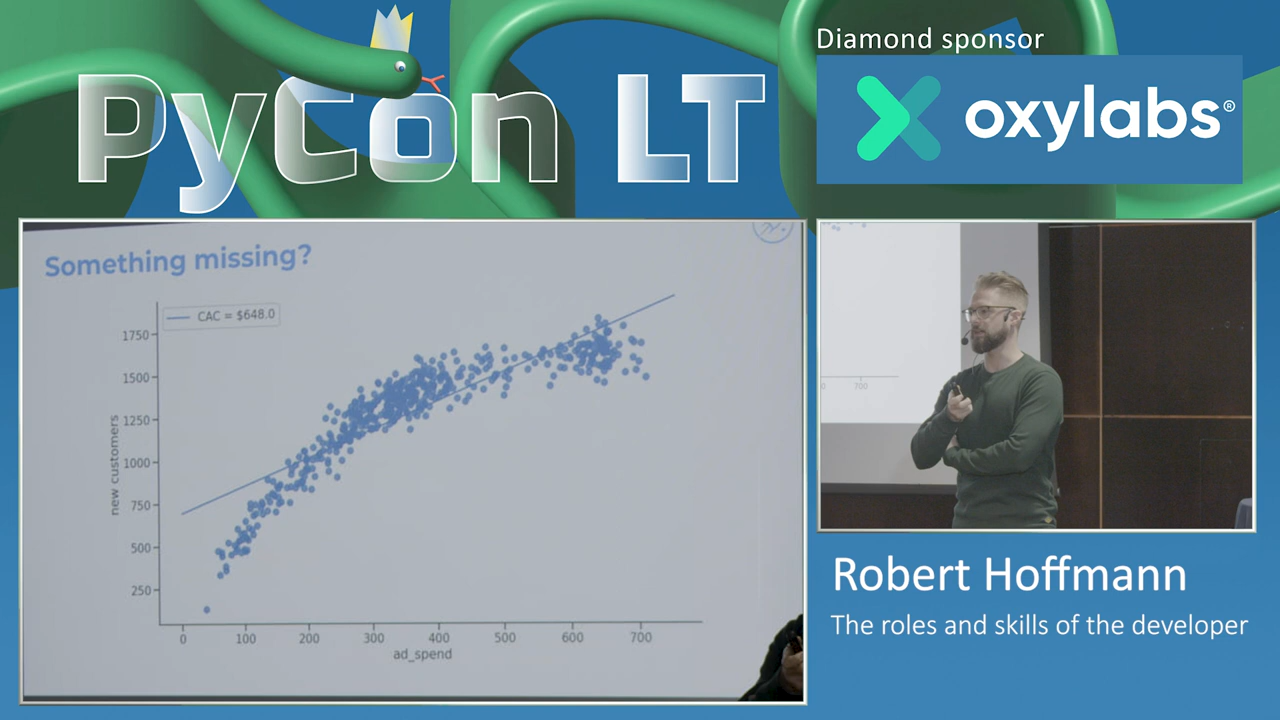 PyCon LT
Diamond sponsor
oxylabs®
Something missing?
CAC = $648.0
1750
1500
1250
1000
750
500
250
new customers
0 100 200 300 400 500 600 700
ad_spend
0 700
Robert Hoffmann
The roles and skills of the developer